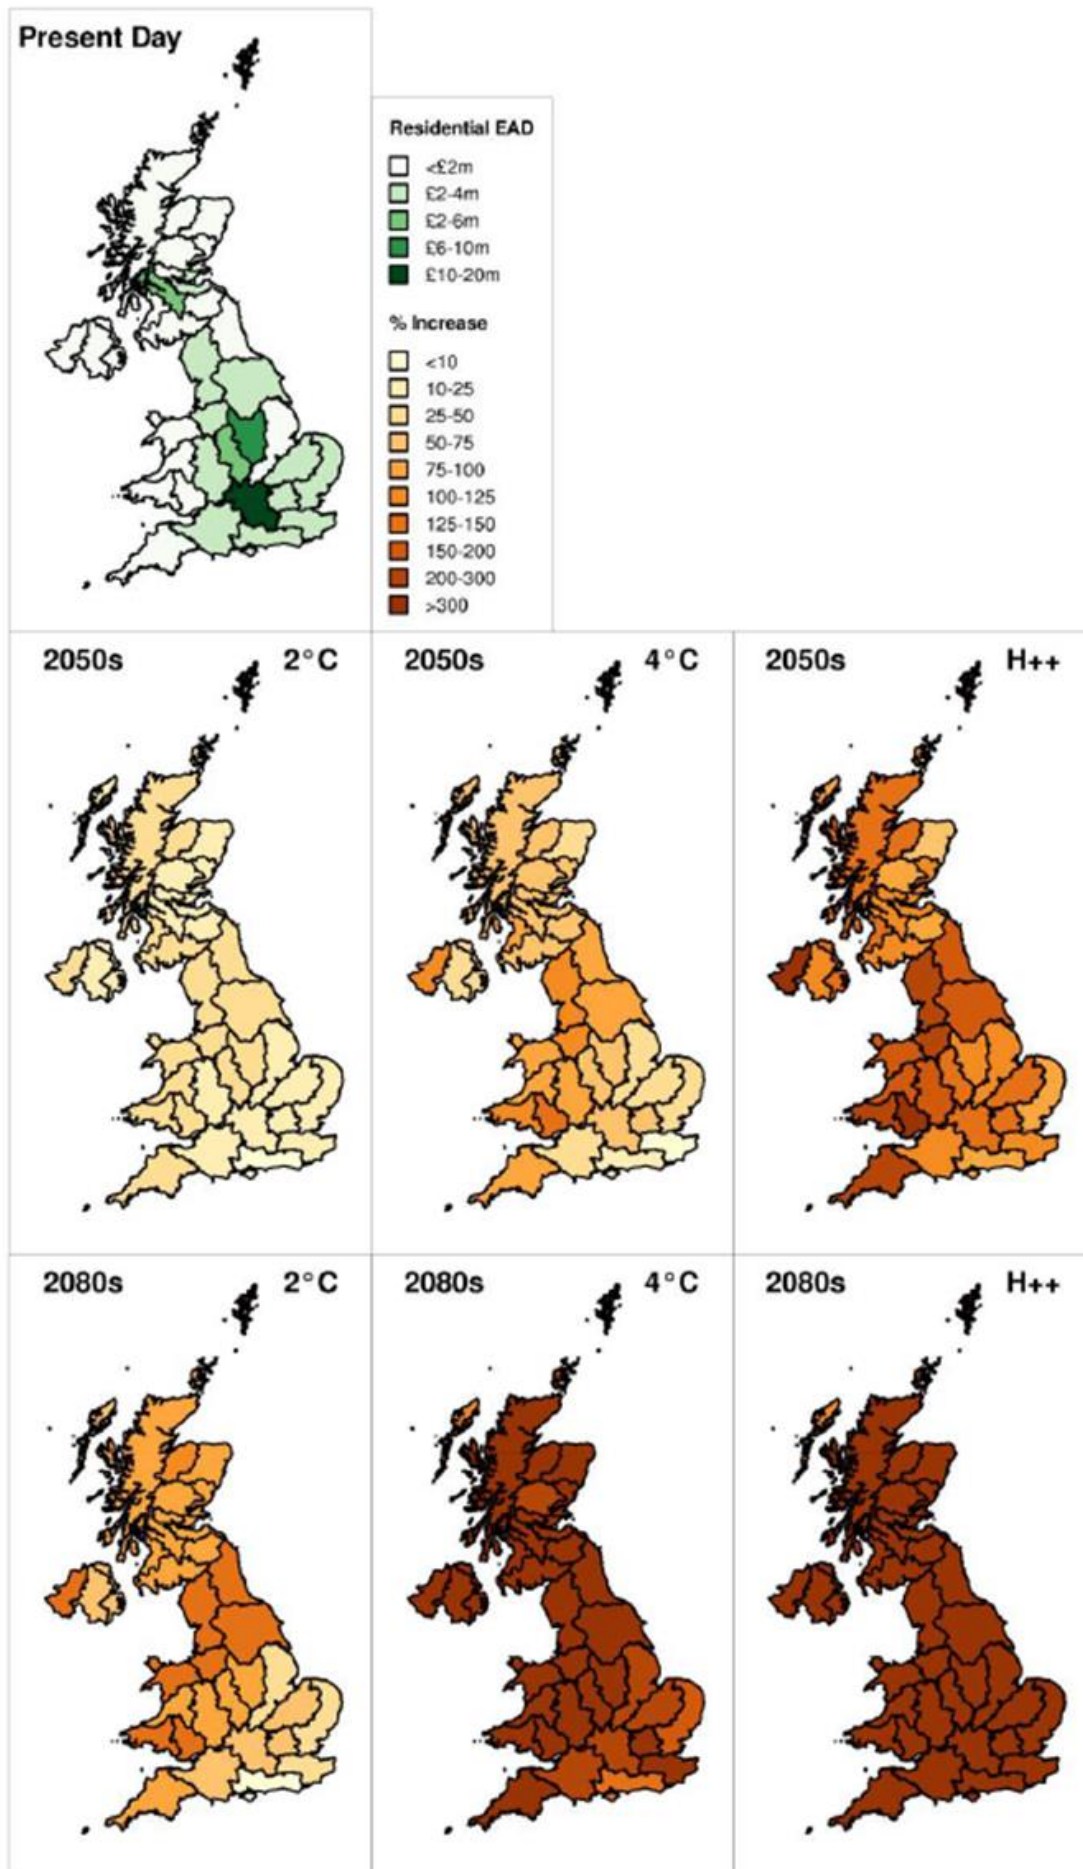 Present Day
Residential EAD
<£2m
£2-4m
£2-6m
£6-10m
£10-20m
% Increase
<10
10-25
25-50
50-75
75-100
100-125
125-150
150-200
200-300
>300
2050s 2°C
2050s 4°C
2050s H++
2080s 2°C
2080s 4°C
2080s H++